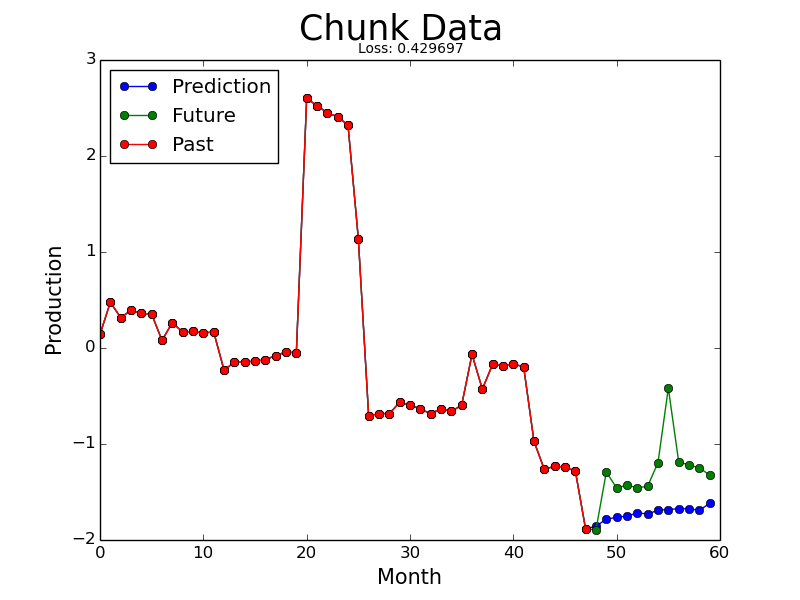 Chunk Data
Loss: 0.429697
Prediction
Future
Past
Production
3
2
1
0
−1
−2
0 10 20 30 40 50 60
Month